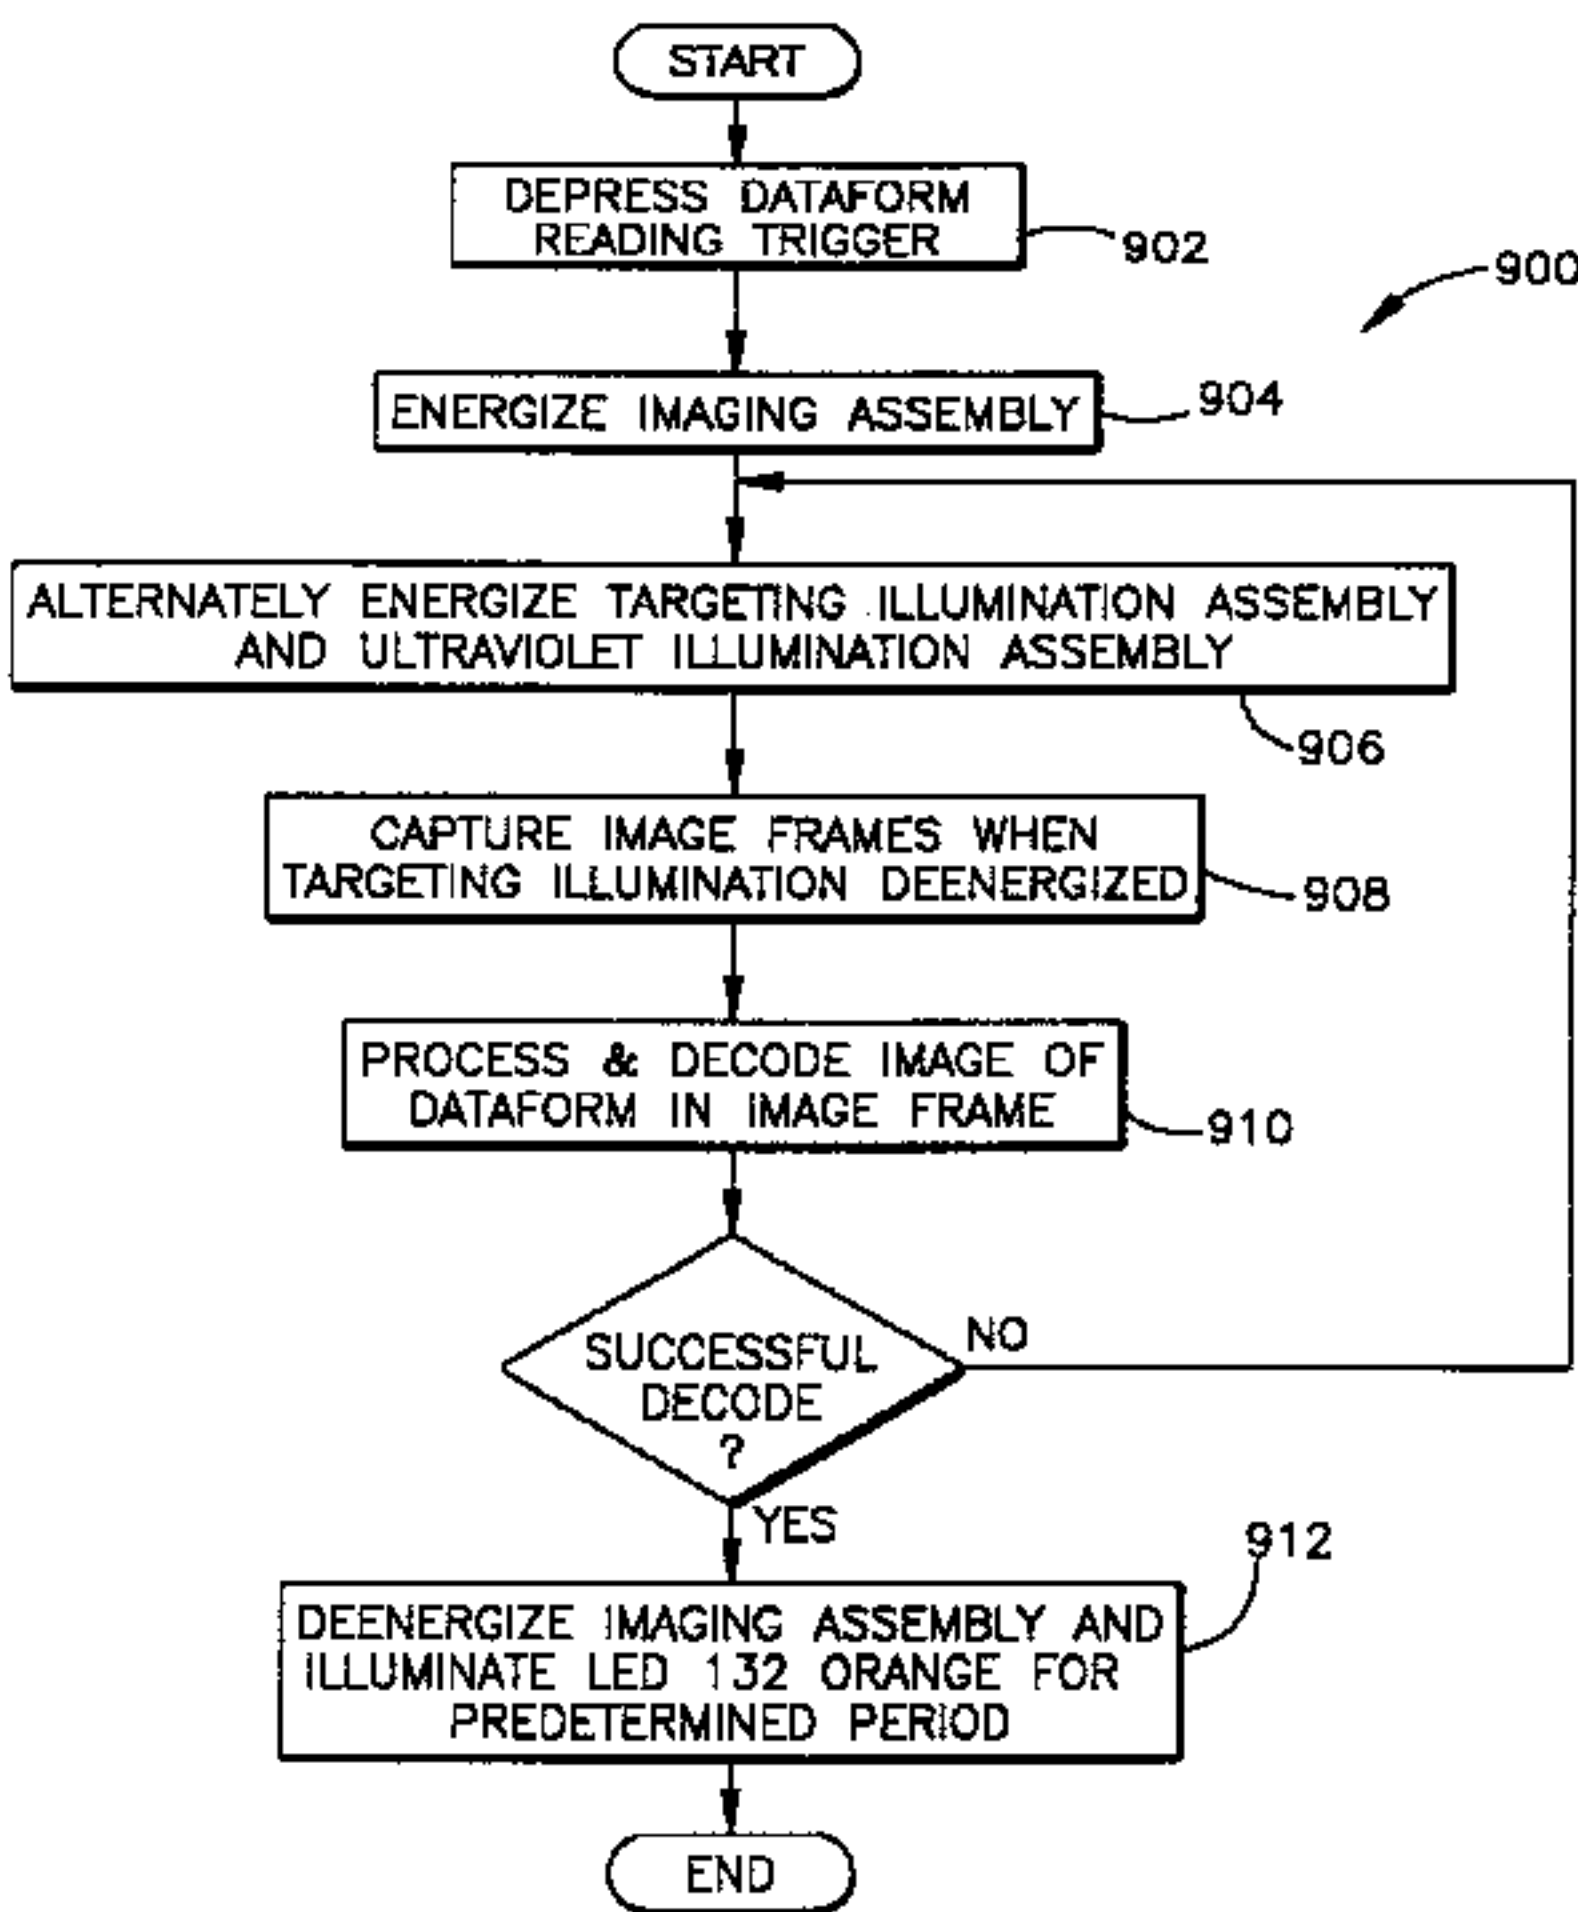 START
DEPRESS DATAFORM
READING TRIGGER
902
900
ENERGIZE IMAGING ASSEMBLY
904
ALTERNATELY ENERGIZE TARGETING ILLUMINATION ASSEMBLY
AND ULTRAVIOLET ILLUMINATION ASSEMBLY
906
CAPTURE IMAGE FRAMES WHEN
TARGETING ILLUMINATION DEENERGIZED
908
PROCESS & DECODE IMAGE OF
DATAFORM IN IMAGE FRAME
910
SUCCESSFUL
DECODE
?
NO
YES
912
DEENERGIZE IMAGING ASSEMBLY AND
ILLUMINATE LED 132 ORANGE FOR
PREDETERMINED PERIOD
END